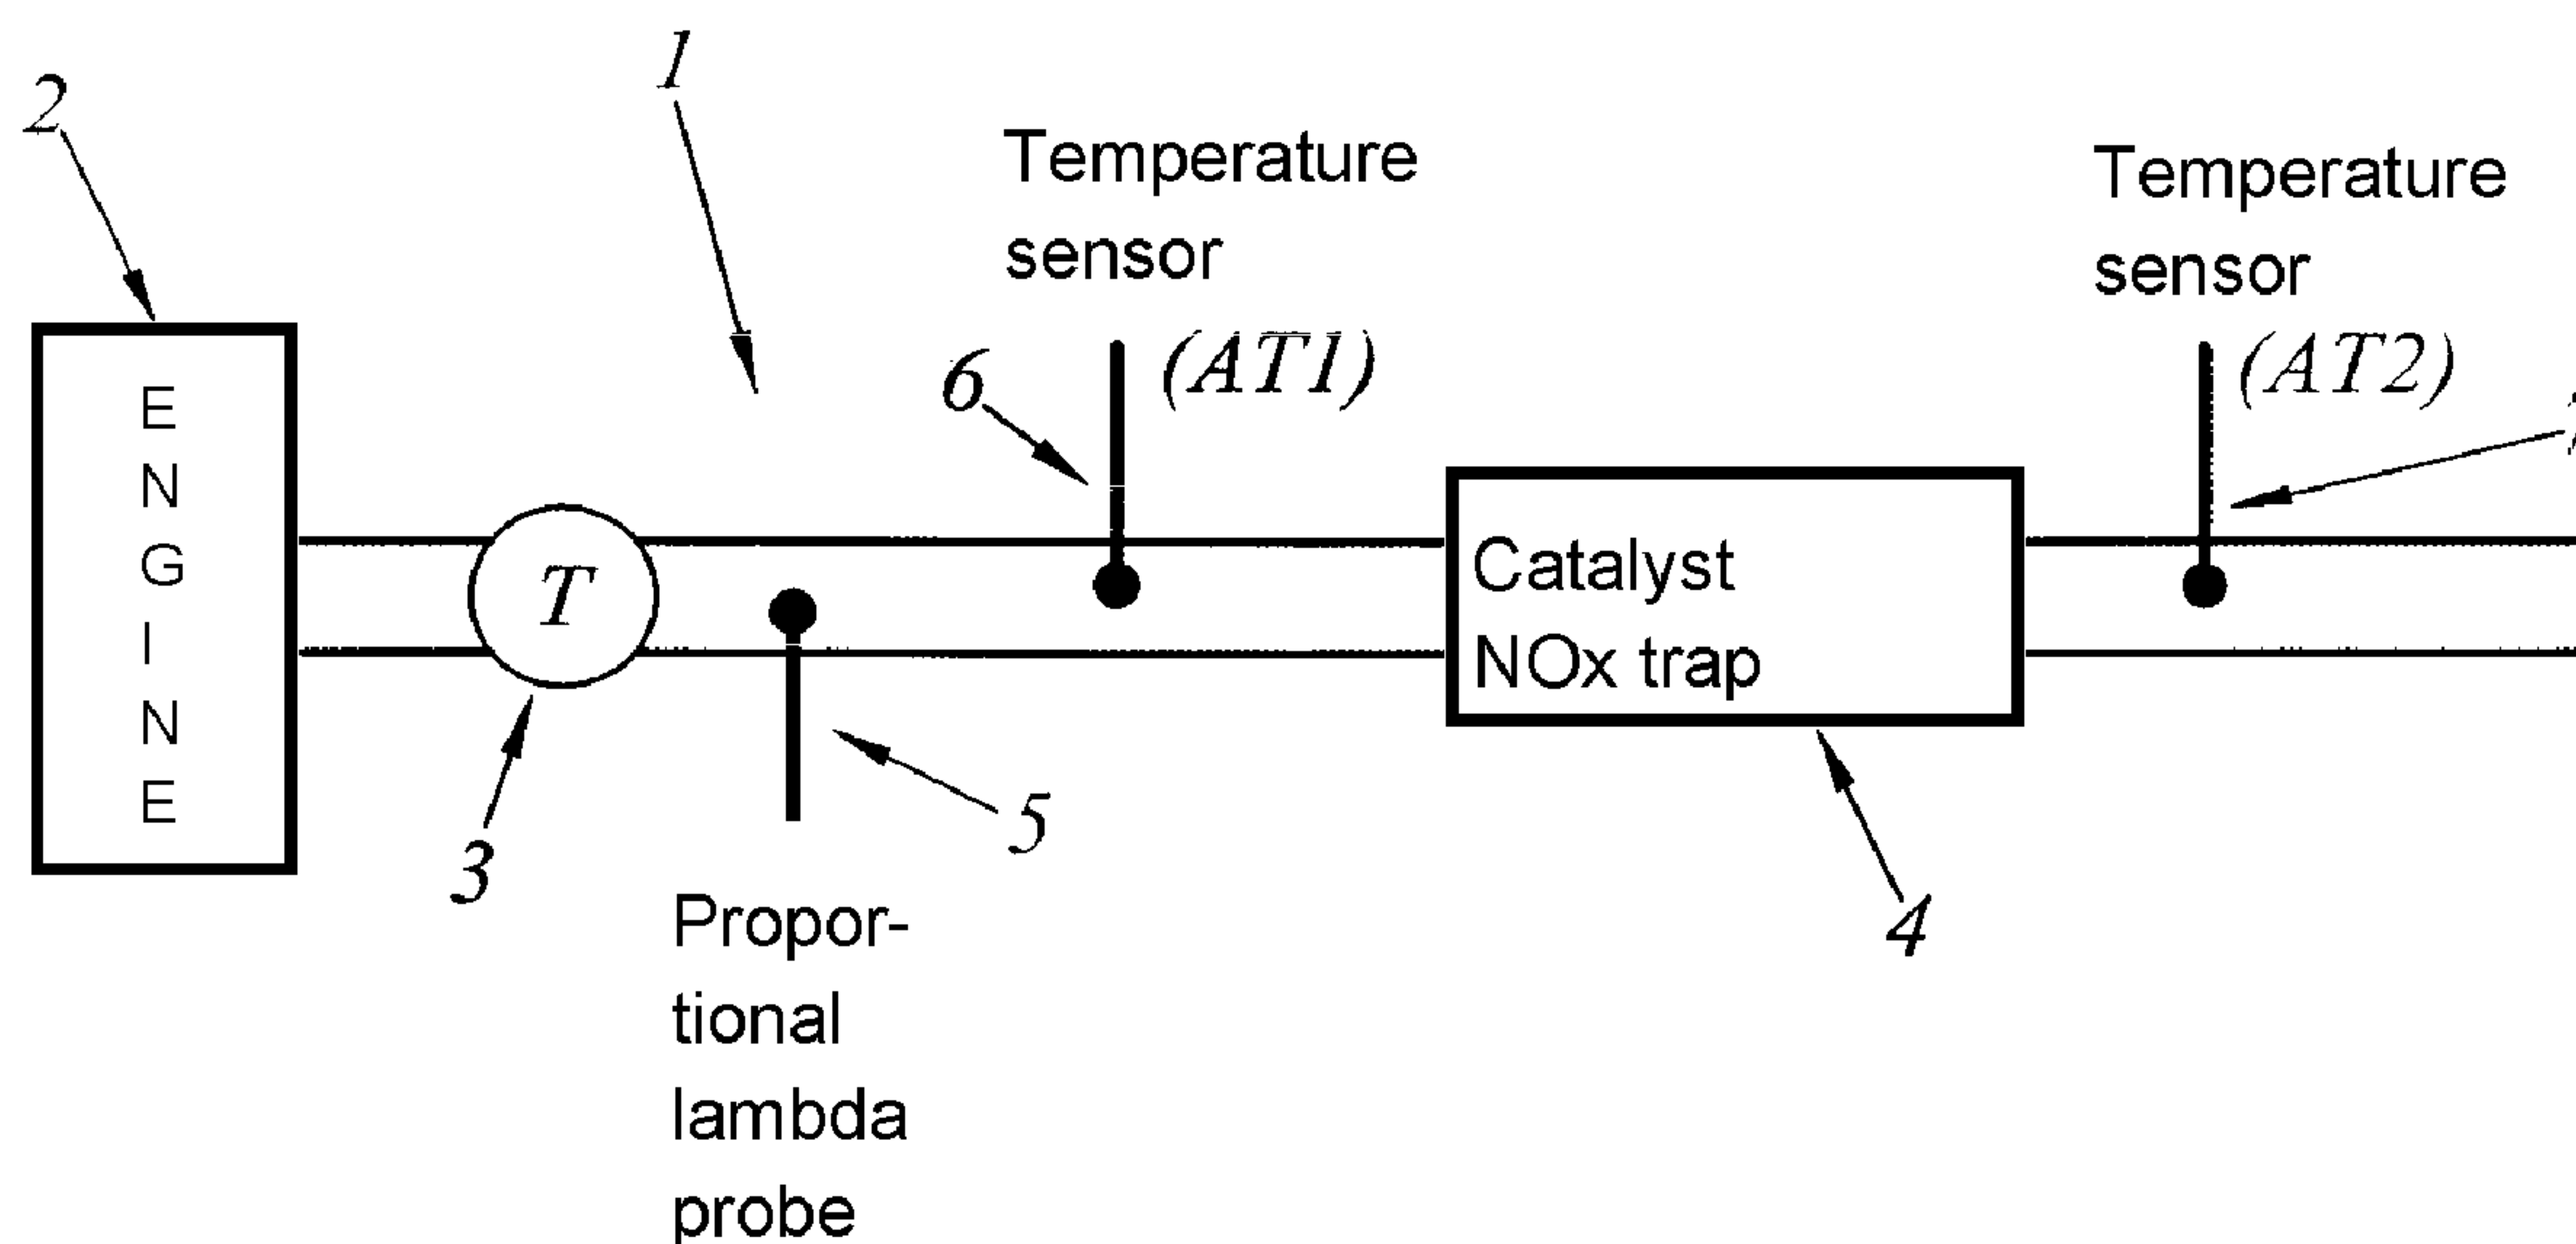 1
2
Temperature
sensor
(AT1)
Temperature
sensor
(AT2)
6
ENGINE
T
Catalyst
NOx trap
3
5
4
Propor-
tional
lambda
probe